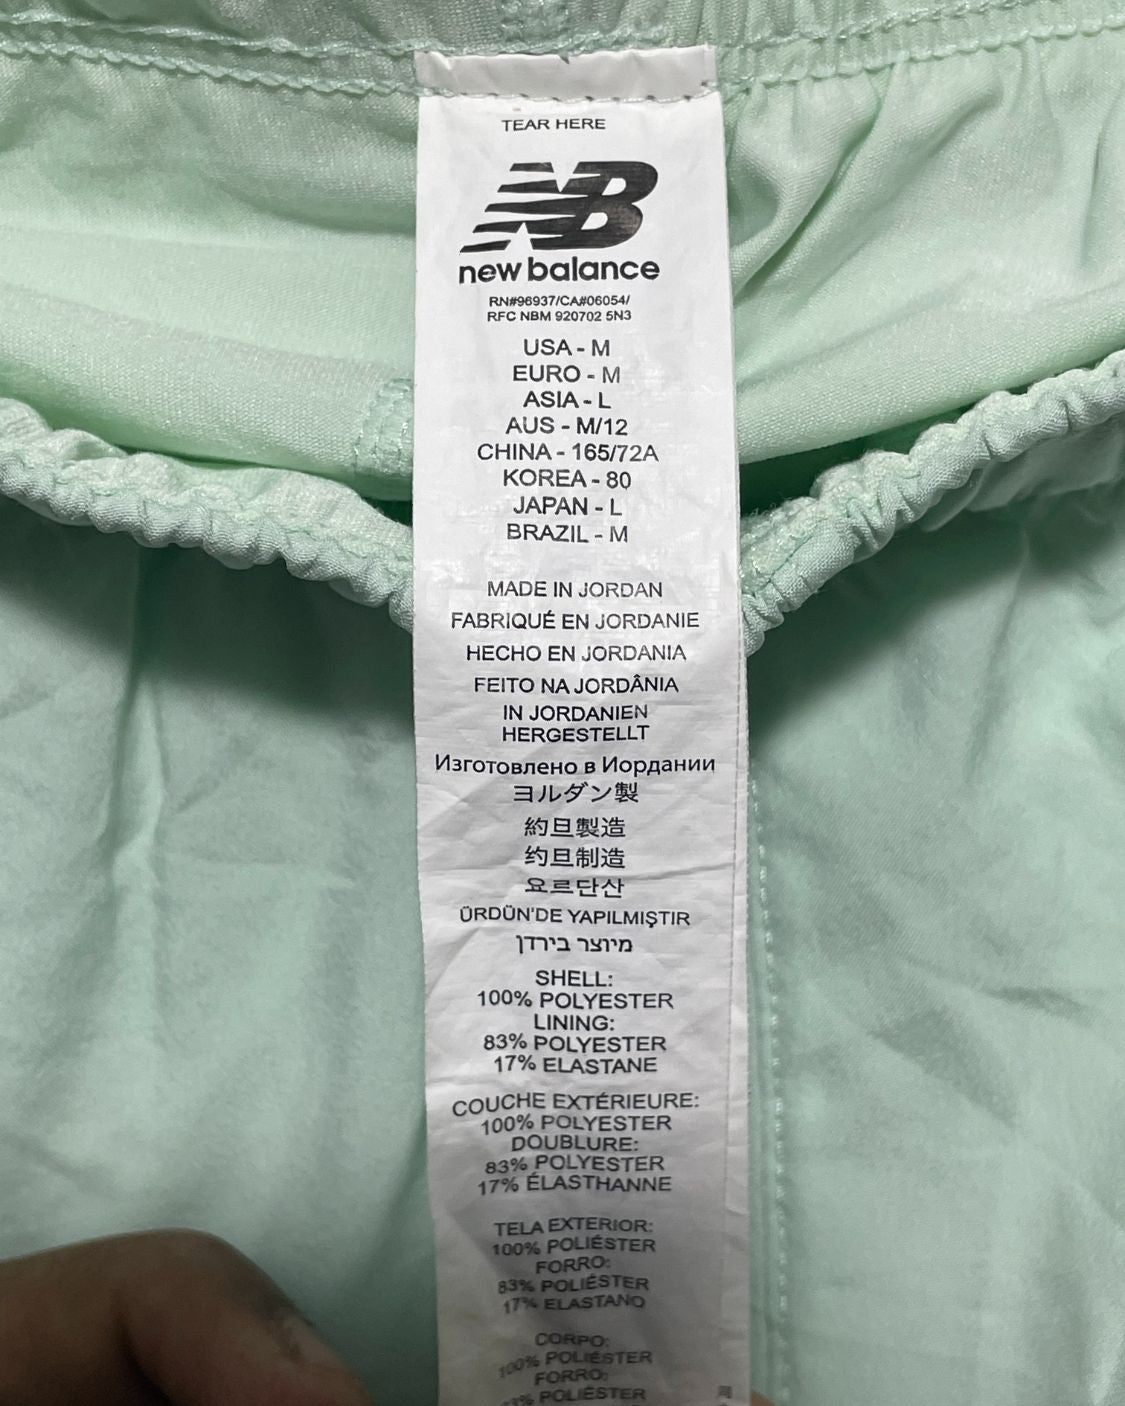 TEAR HERE
NB
new balance
RN#96937/CA#06054/
RFC NBM 920702 5N3
USA - M
EURO - M
ASIA - L
AUS - M/12
CHINA - 165/72A
KOREA - 80
JAPAN - L
BRAZIL - M
MADE IN JORDAN
FABRIQUÉ EN JORDANIE
HECHO EN JORDANIA
FEITO NA JORDÂNIA
IN JORDANIEN
HERGESTELLT
Изготовлено в Иордании
ヨルダン製
約旦製造
约旦制造
요르단산
ÜRDÜN'DE YAPILMIŞTIR
מיוצר בירדן
SHELL:
100% POLYESTER
LINING:
83% POLYESTER
17% ELASTANE
COUCHE EXTÉRIEURE:
100% POLYESTER
DOUBLURE:
83% POLYESTER
17% ÉLASTHANNE
TELA EXTERIOR:
100% POLIÉSTER
FORRO:
83% POLIÉSTER
17% ELASTANO
CORPO:
100% POLIÉSTER
FORRO:
POLIÉSTER